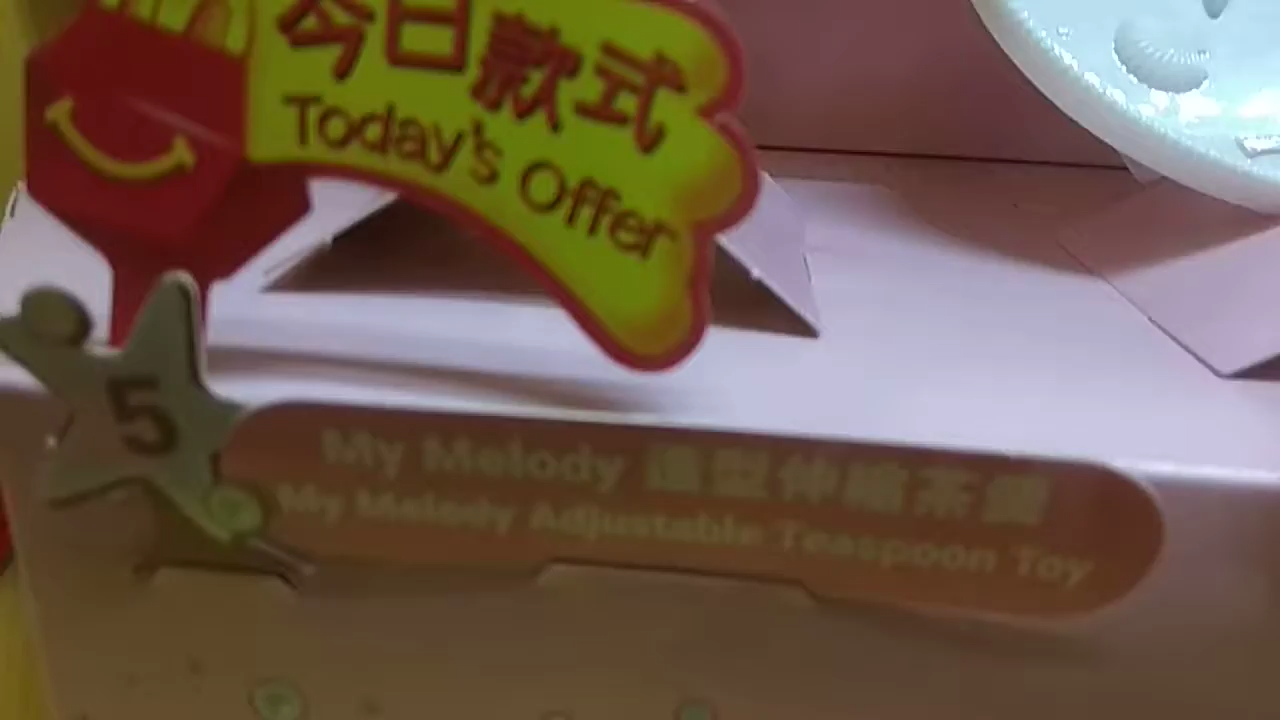 今日款式
Today's Offer
5
My Melody 造型伸縮茶羹
My Melody Adjustable Teaspoon Toy